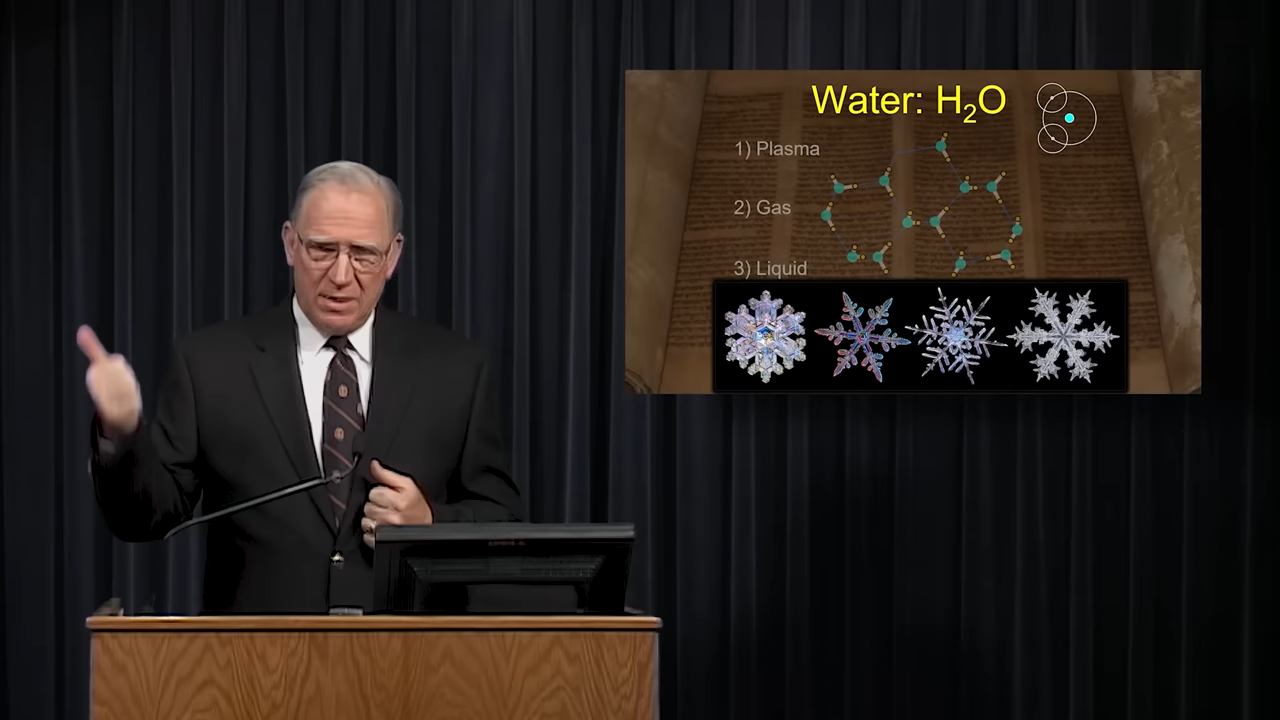 Water: H₂O
1) Plasma
2) Gas
3) Liquid